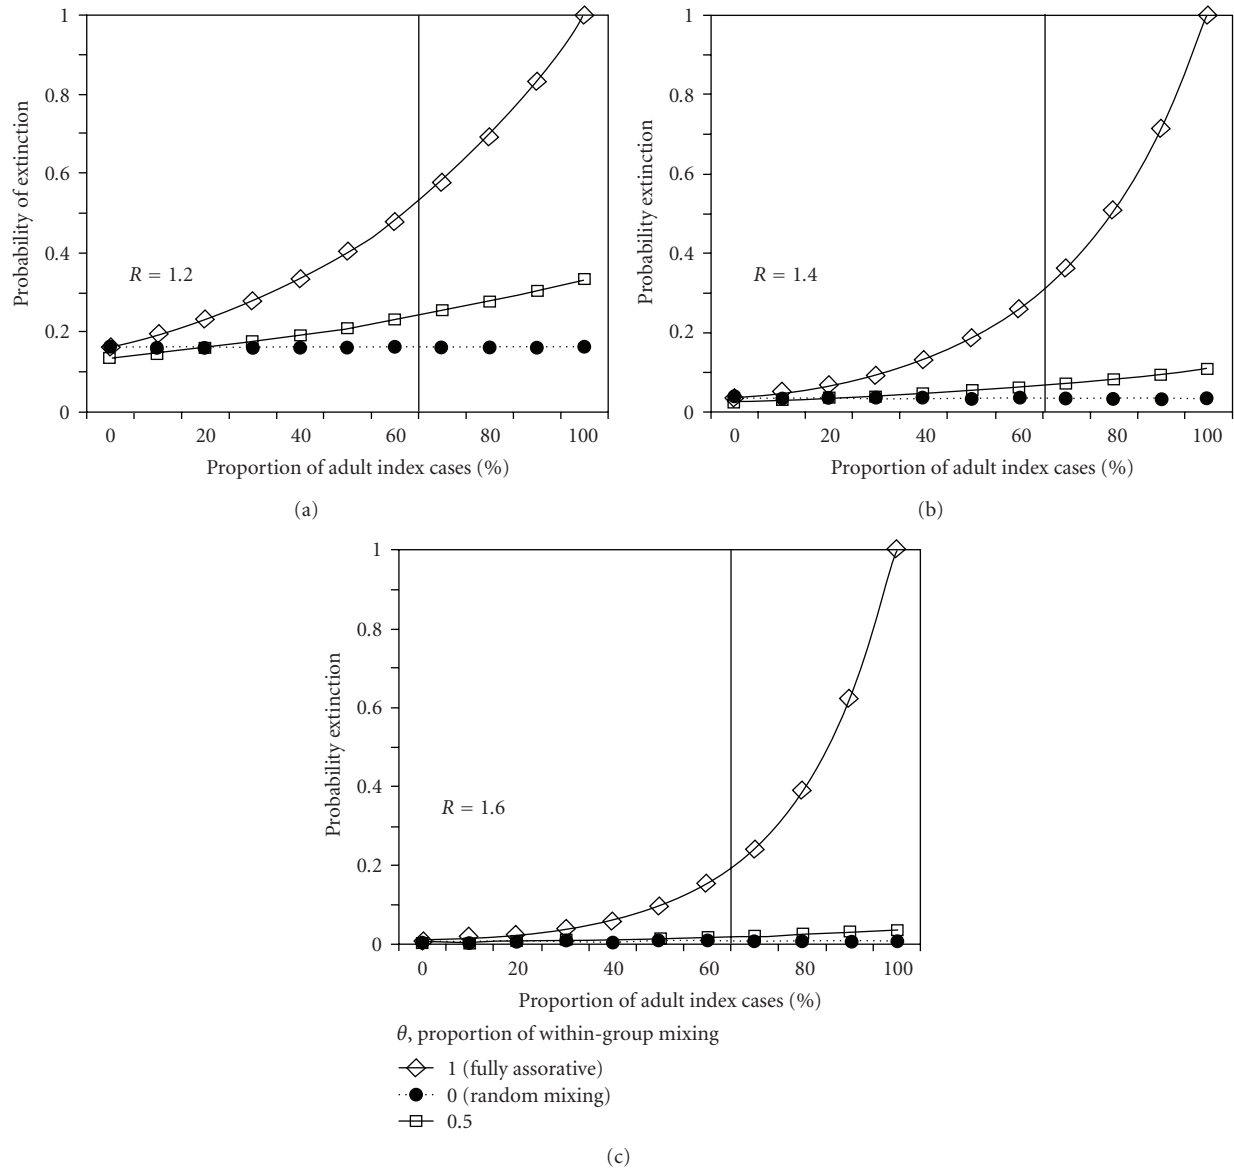 1
0.8
0.6
0.4
0.2
0
Probability of extinction
R = 1.2
0 20 40 60 80 100
Proportion of adult index cases (%)
(a)
1
0.8
0.6
0.4
0.2
0
Probability extinction
R = 1.4
0 20 40 60 80 100
Proportion of adult index cases (%)
(b)
1
0.8
0.6
0.4
0.2
0
Probability extinction
R = 1.6
0 20 40 60 80 100
Proportion of adult index cases (%)
θ, proportion of within-group mixing
1 (fully assorative)
0 (random mixing)
0.5
(c)